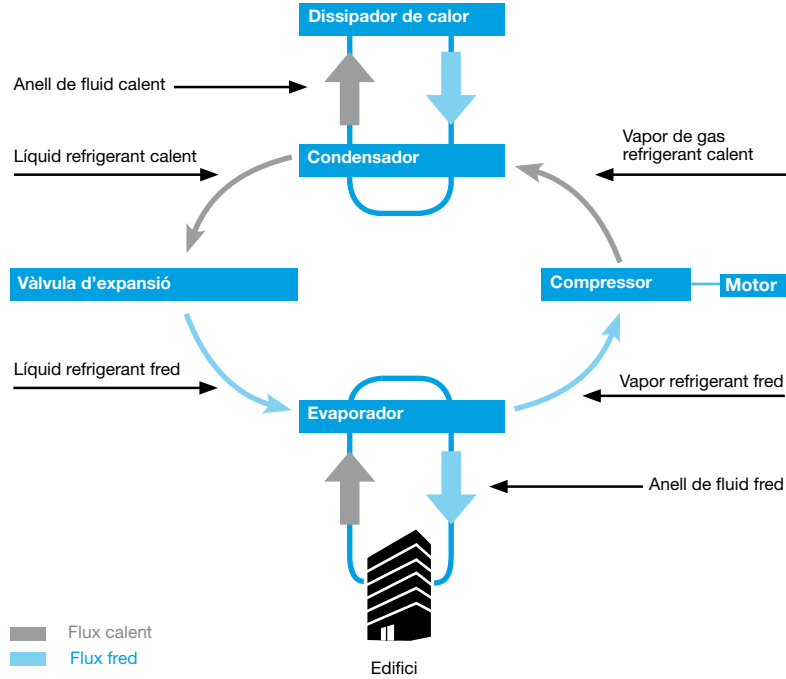 Dissipador de calor
Anell de fluid calent
Líquid refrigerant calent
Condensador
Vapor de gas
refrigerant calent
Vàlvula d’expansió
Compressor
Motor
Líquid refrigerant fred
Evaporador
Vapor refrigerant fred
Anell de fluid fred
Flux calent
Flux fred
Edifici